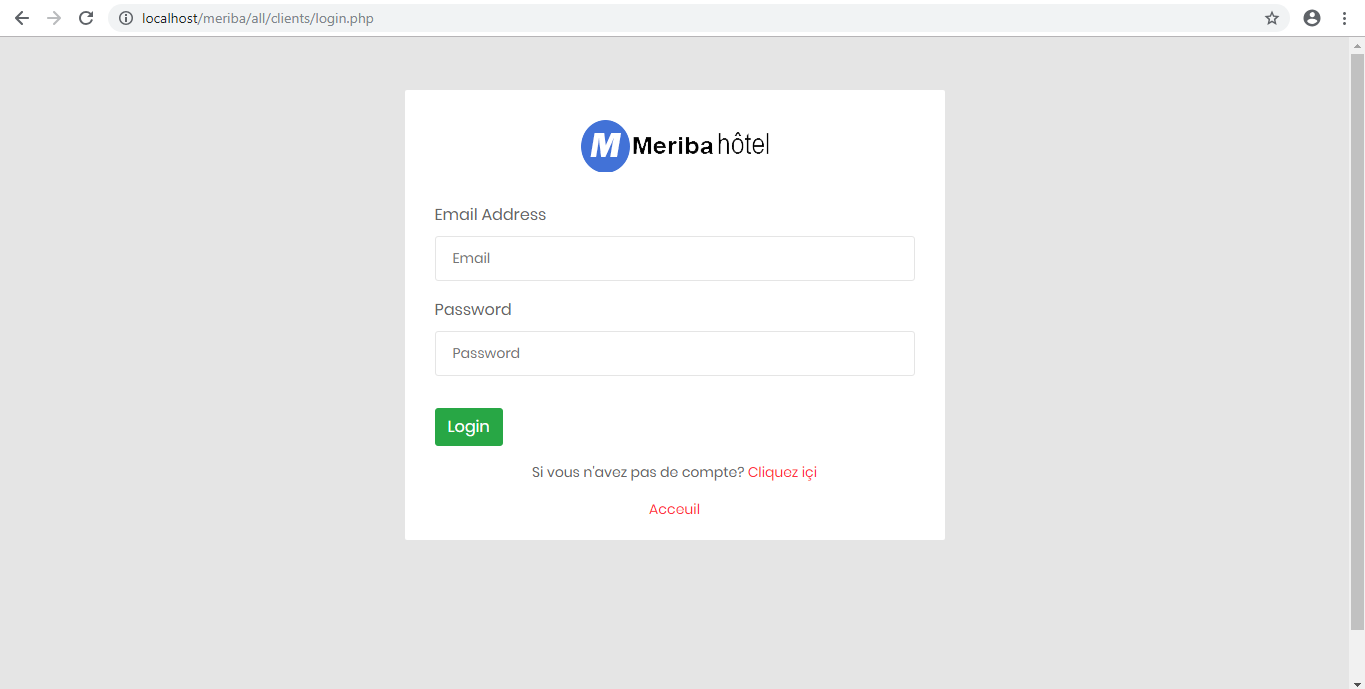 localhost/meriba/all/clients/login.php
M Meriba hôtel
Email Address
Email
Password
Password
Login
Si vous n'avez pas de compte? Cliquez içi
Acceuil